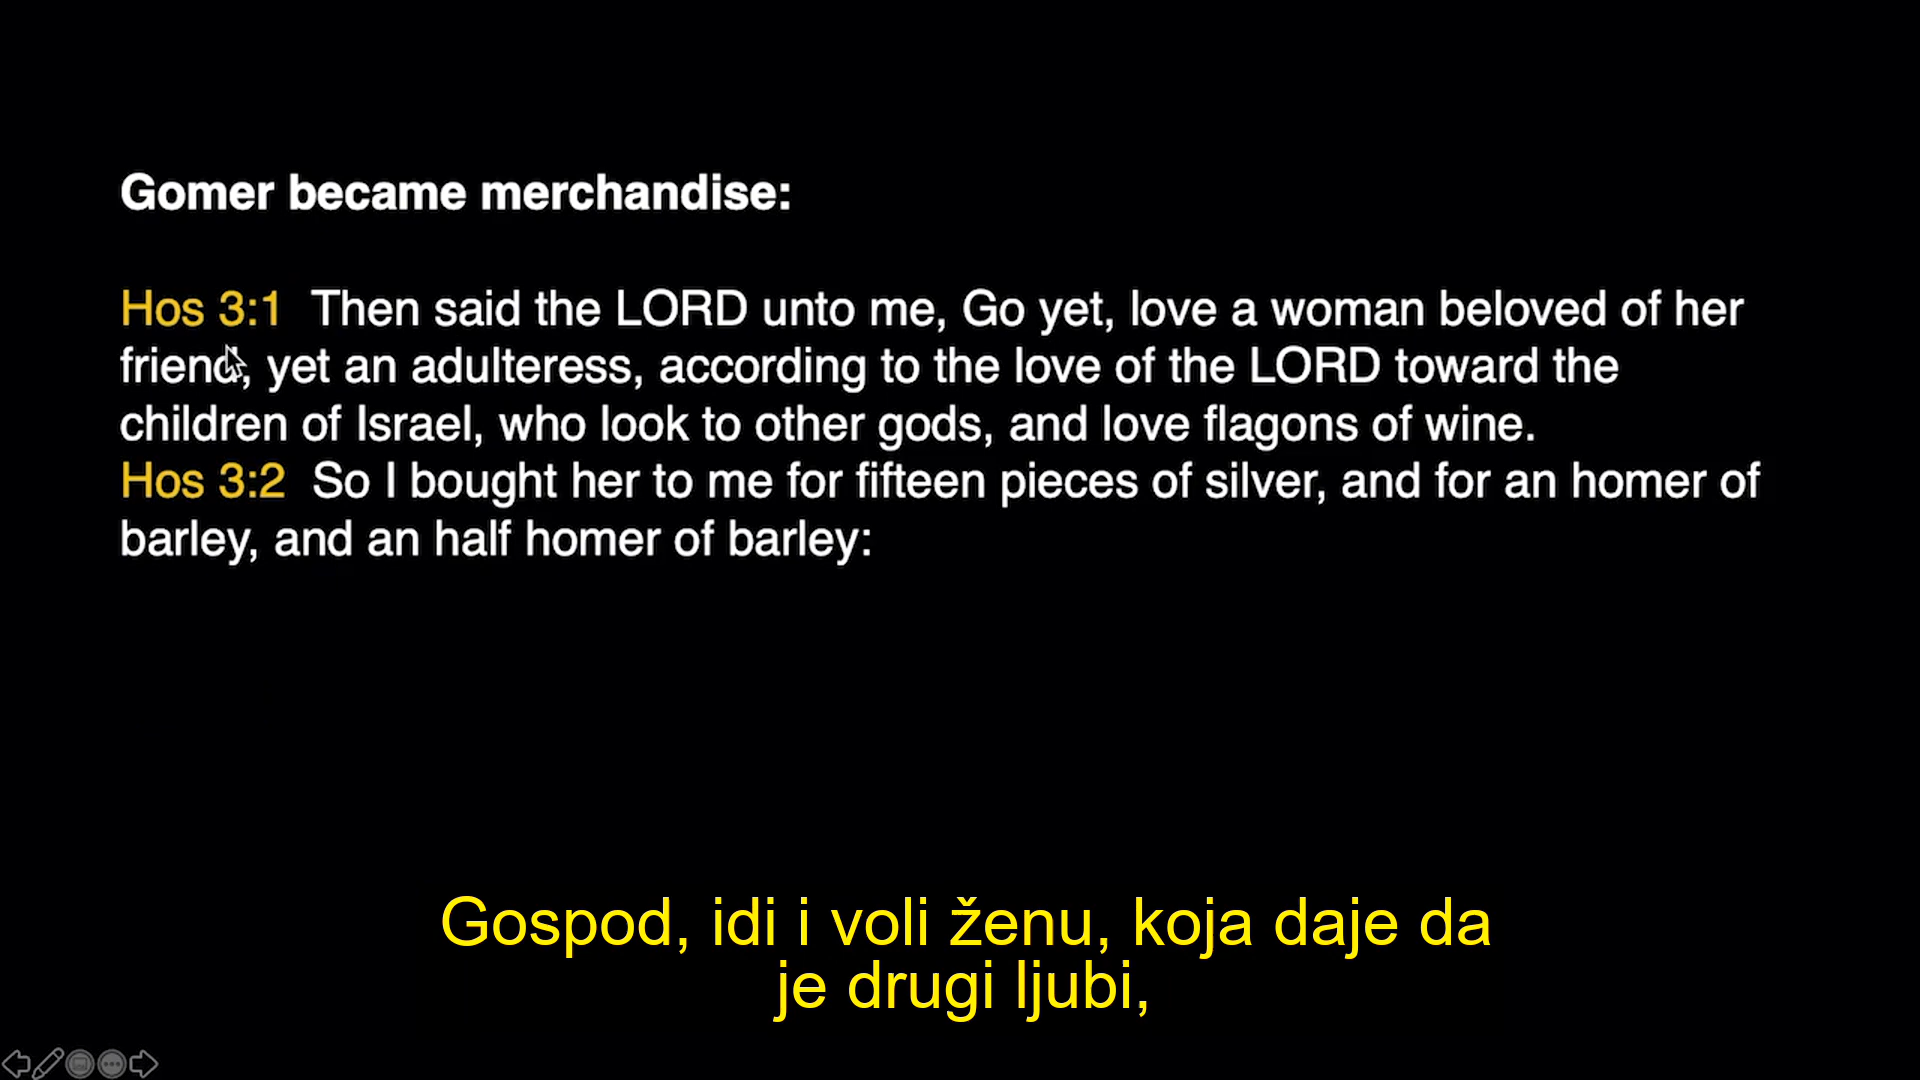 Gomer became merchandise:
Hos 3:1 Then said the LORD unto me, Go yet, love a woman beloved of her
friend, yet an adulteress, according to the love of the LORD toward the
children of Israel, who look to other gods, and love flagons of wine.
Hos 3:2 So I bought her to me for fifteen pieces of silver, and for an homer of
barley, and an half homer of barley:
Gospod, idi i voli ženu, koja daje da
je drugi ljubi,